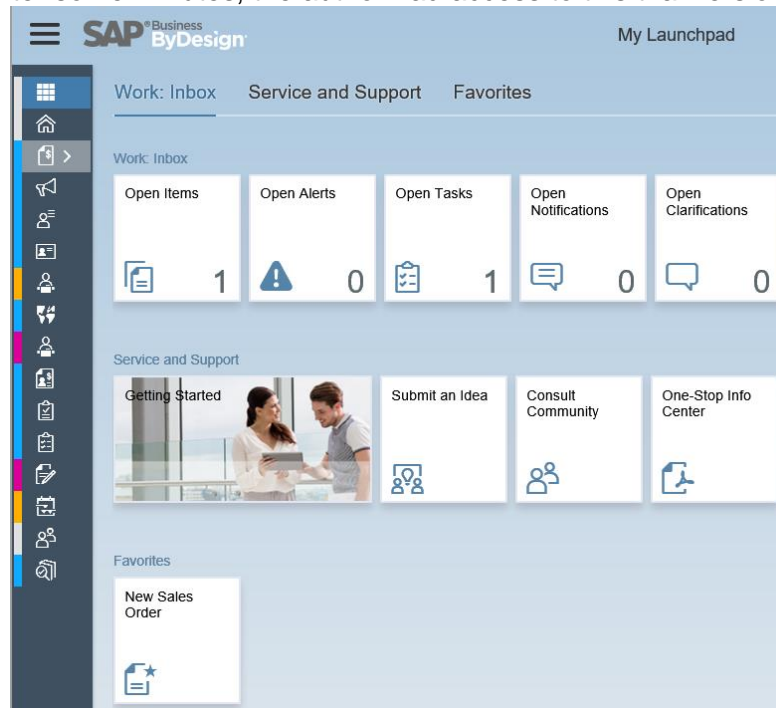 SAP Business ByDesign
My Launchpad
Work: Inbox Service and Support Favorites
Work: Inbox
Open Items
Open Alerts
Open Tasks
Open
Notifications
Open
Clarifications
1
0
1
0
0
Service and Support
Getting Started
Submit an Idea
Consult
Community
One-Stop Info
Center
Favorites
New Sales
Order